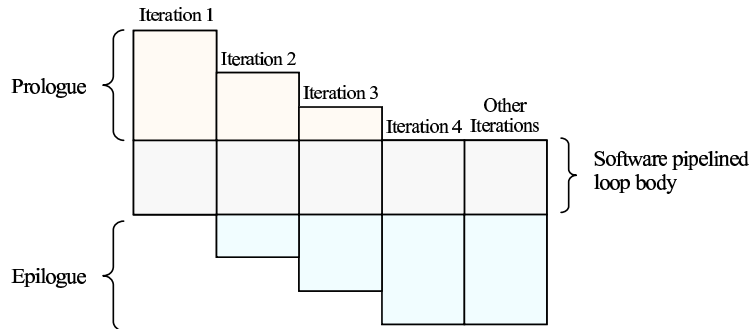 Iteration 1
Iteration 2
Iteration 3
Iteration 4
Other
Iterations
Prologue
Software pipelined
loop body
Epilogue